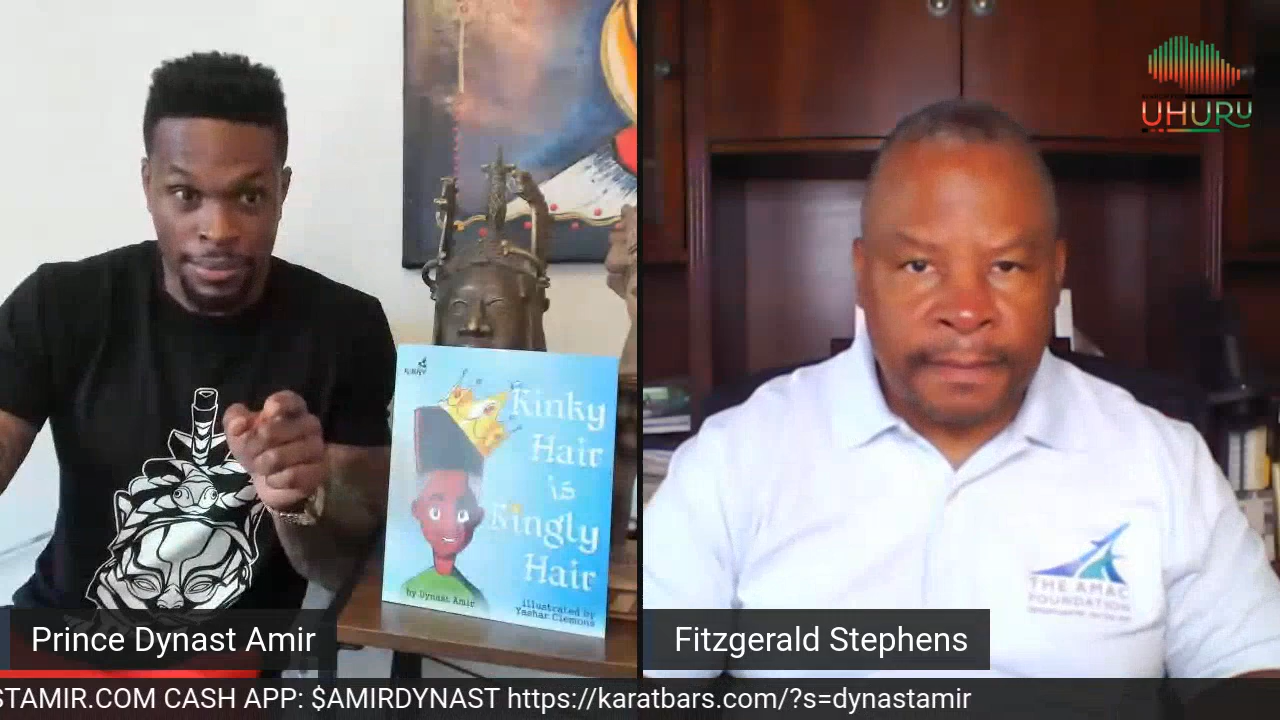 UHURU
Kinky
Hair
is
Kingly
Hair
by Dynast Amir
illustrated by
Yashar Clemons
THE AMAC
FOUNDATION
Prince Dynast Amir
Fitzgerald Stephens
STAMIR.COM CASH APP: $AMIRDYNAST https://karatbars.com/?s=dynastamir